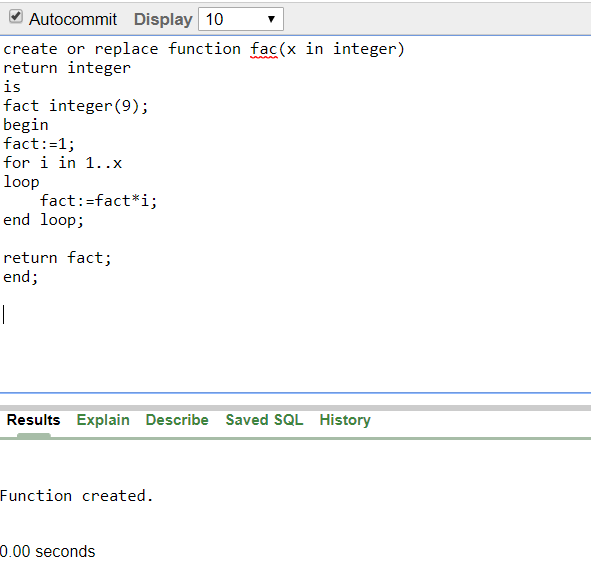 Autocommit Display 10
create or replace function fac(x in integer)
return integer
is
fact integer(9);
begin
fact:=1;
for i in 1..x
loop
    fact:=fact*i;
end loop;

return fact;
end;

Results Explain Describe Saved SQL History
Function created.
0.00 seconds